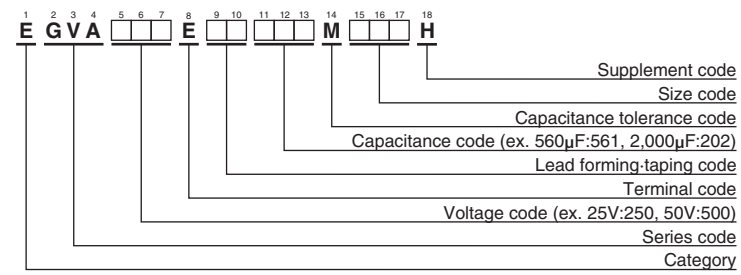 1 2 3 4 5 6 7 8 9 10 11 12 13 14 15 16 17 18
E G V A E M H
Supplement code
Size code
Capacitance tolerance code
Capacitance code (ex. 560μF:561, 2,000μF:202)
Lead forming·taping code
Terminal code
Voltage code (ex. 25V:250, 50V:500)
Series code
Category